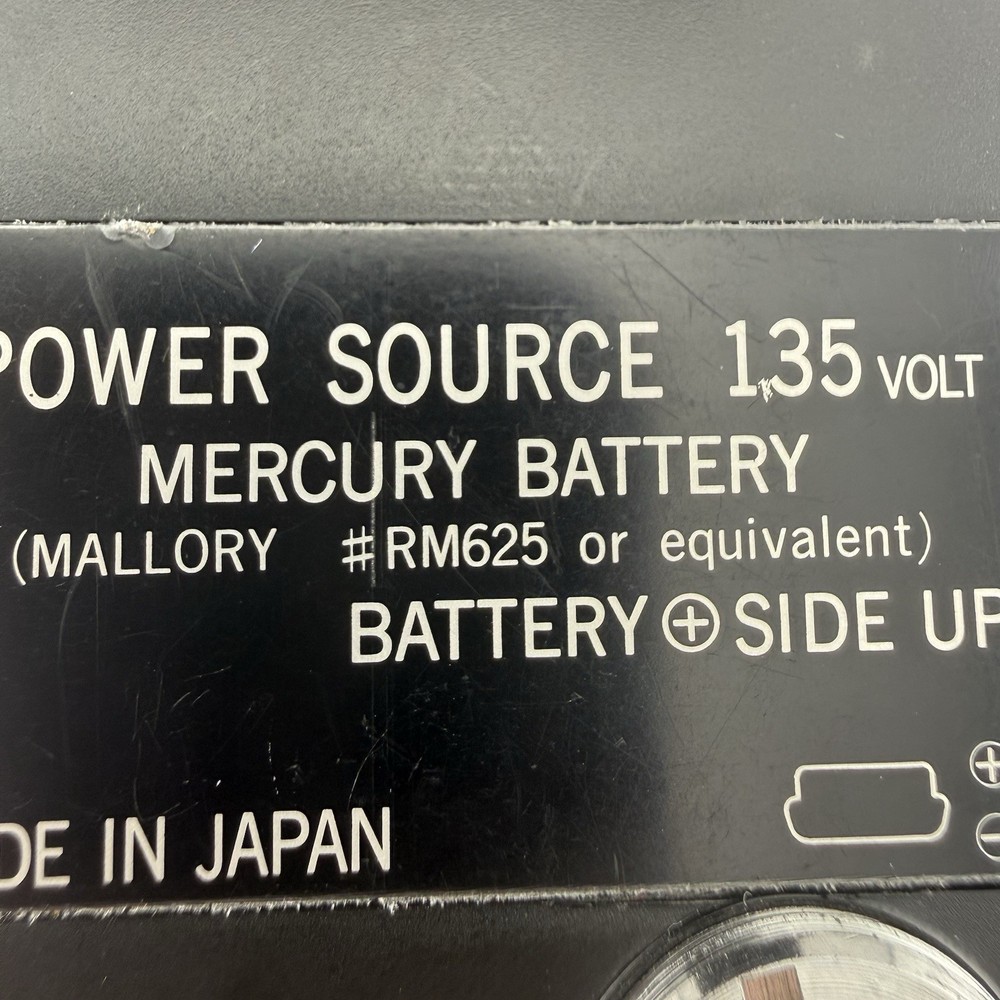 POWER SOURCE 1.35 VOLT
MERCURY BATTERY
(MALLORY #RM625 or equivalent)
BATTERY ⊕ SIDE UP
⊕
⊖
DE IN JAPAN